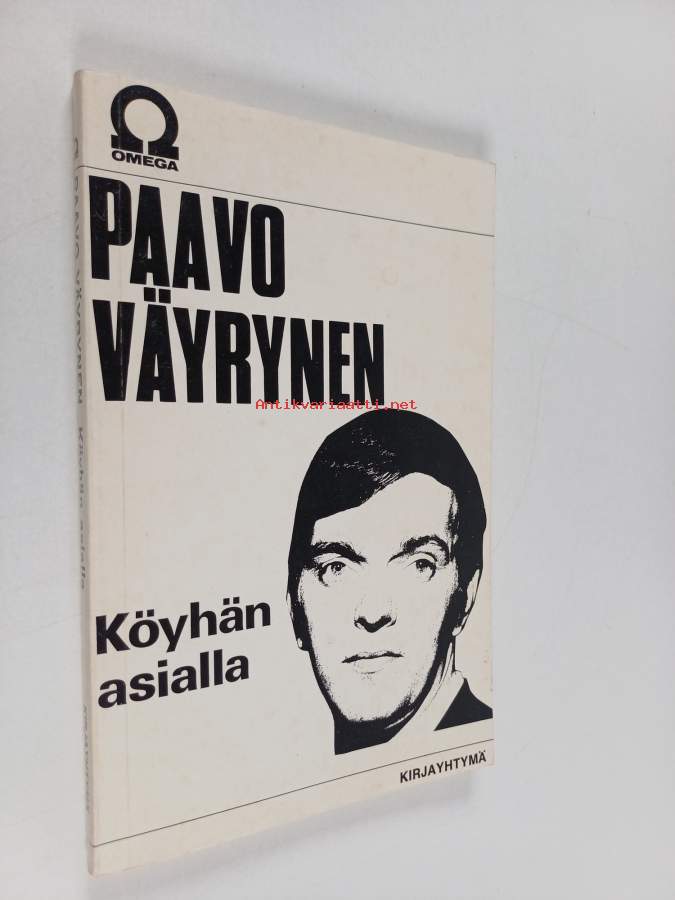 Ω
OMEGA
PAAVO
VÄYRYNEN
Antikvariaatti.net
Köyhän
asialla
KIRJAYHTYMÄ
PAAVO VÄYRYNEN Köyhän asialla